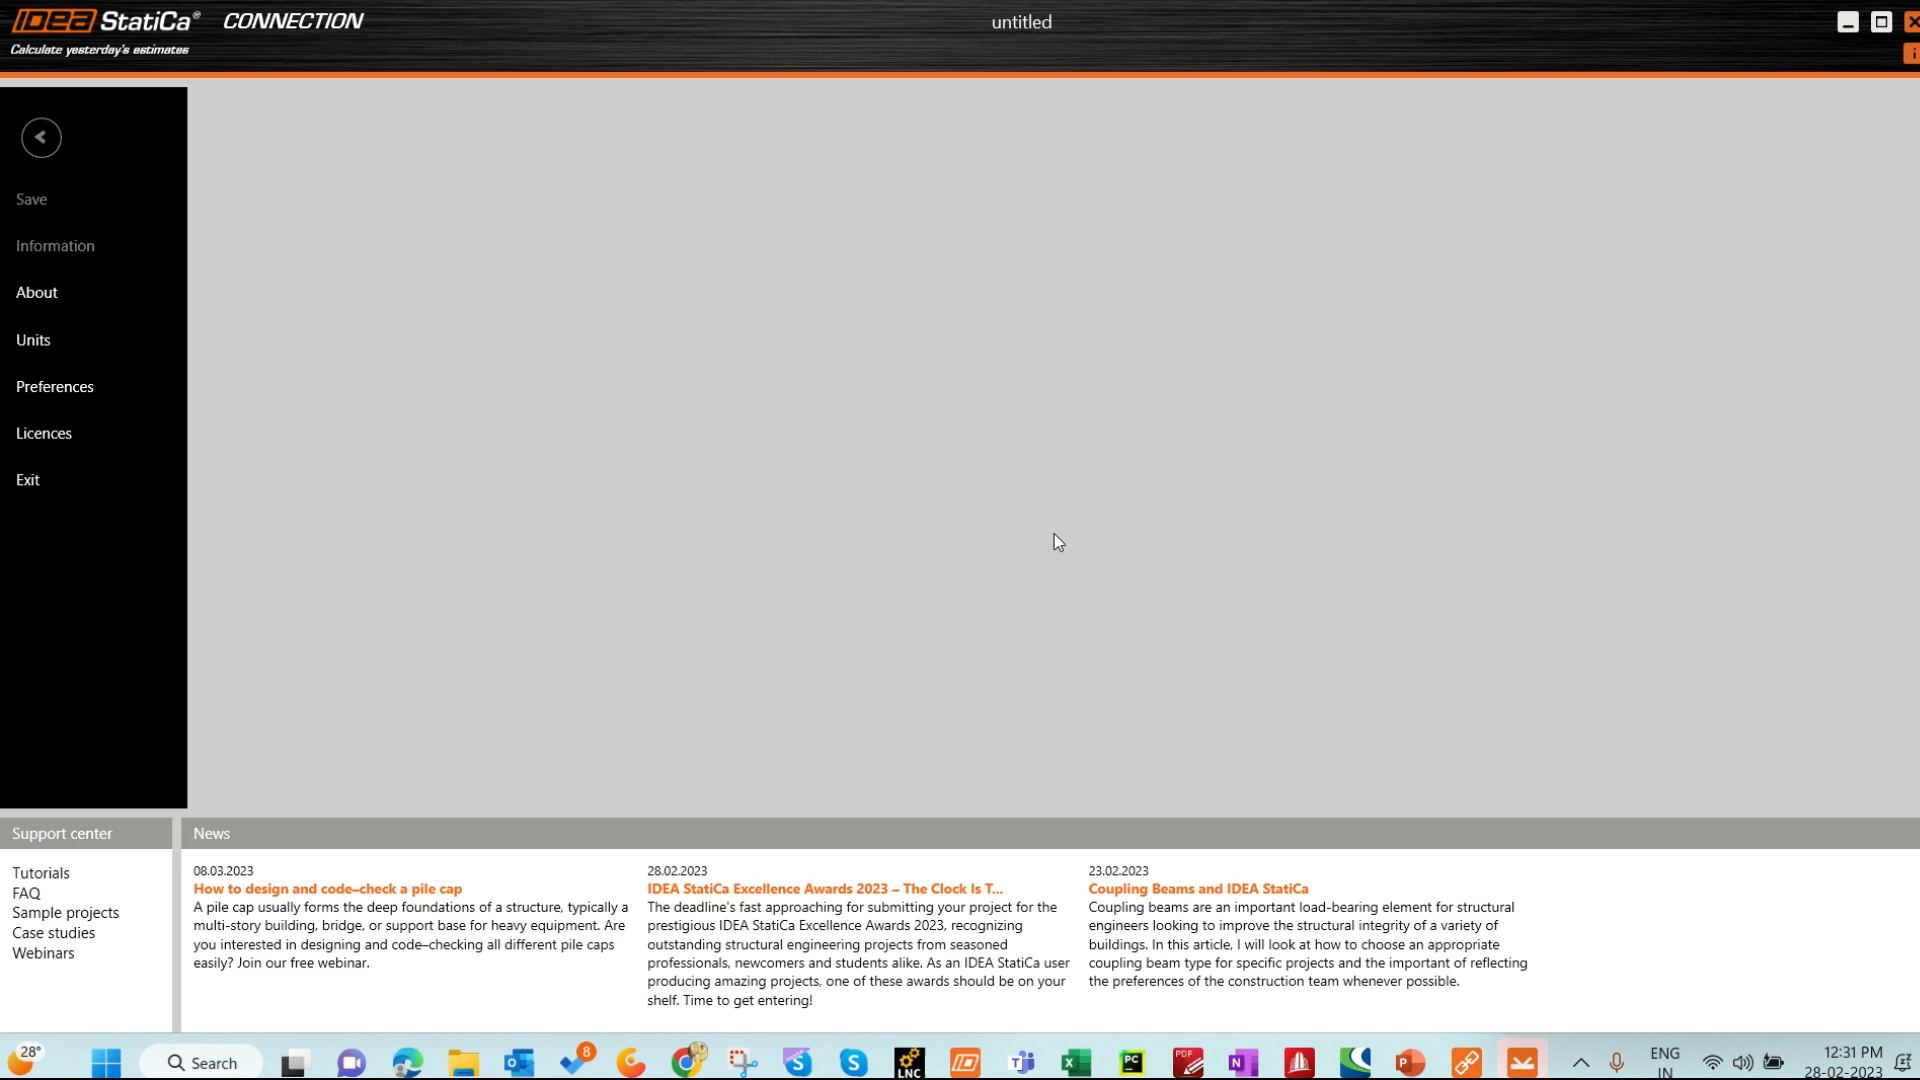 IDEA StatiCa® CONNECTION
Calculate yesterday's estimates
untitled
Save
Information
About
Units
Preferences
Licences
Exit
Support center
Tutorials
FAQ
Sample projects
Case studies
Webinars
News
08.03.2023
How to design and code–check a pile cap
A pile cap usually forms the deep foundations of a structure, typically a
multi-story building, bridge, or support base for heavy equipment. Are
you interested in designing and code–checking all different pile caps
easily? Join our free webinar.
28.02.2023
IDEA StatiCa Excellence Awards 2023 – The Clock Is T...
The deadline's fast approaching for submitting your project for the
prestigious IDEA StatiCa Excellence Awards 2023, recognizing
outstanding structural engineering projects from seasoned
professionals, newcomers and students alike. As an IDEA StatiCa user
producing amazing projects, one of these awards should be on your
shelf. Time to get entering!
23.02.2023
Coupling Beams and IDEA StatiCa
Coupling beams are an important load-bearing element for structural
engineers looking to improve the structural integrity of a variety of
buildings. In this article, I will look at how to choose an appropriate
coupling beam type for specific projects and the important of reflecting
the preferences of the construction team whenever possible.
28°
Search
8
LNC
PC
PDF
ENG
IN
12:31 PM
28-02-2023